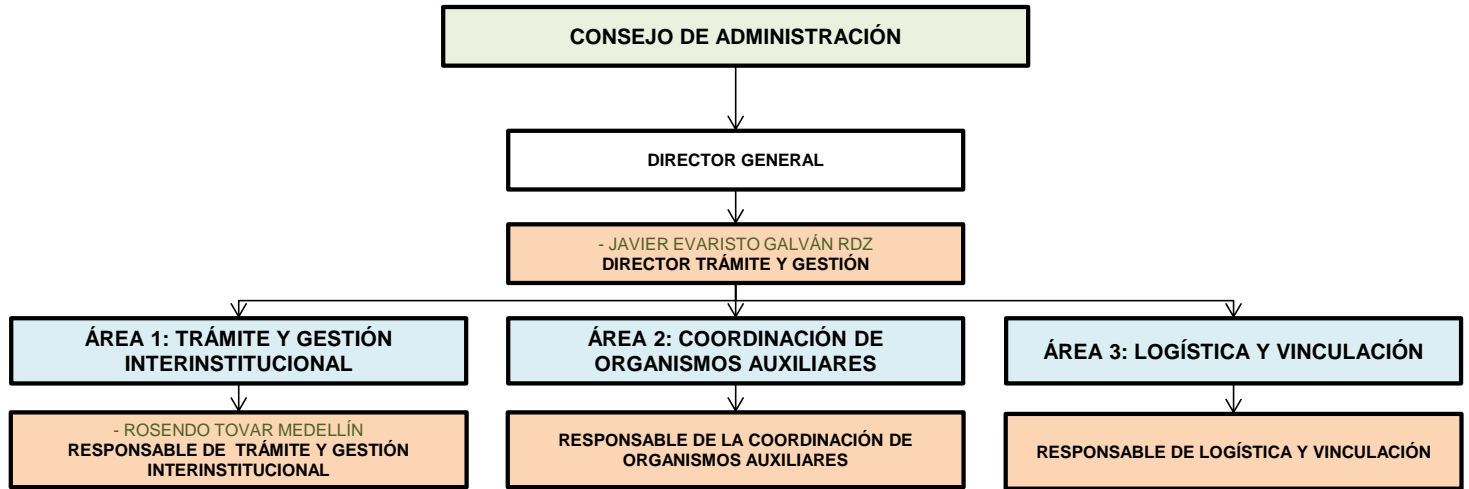 CONSEJO DE ADMINISTRACIÓN
DIRECTOR GENERAL
- JAVIER EVARISTO GALVÁN RDZ
DIRECTOR TRÁMITE Y GESTIÓN
ÁREA 1: TRÁMITE Y GESTIÓN
INTERINSTITUCIONAL
ÁREA 2: COORDINACIÓN DE
ORGANISMOS AUXILIARES
ÁREA 3: LOGÍSTICA Y VINCULACIÓN
- ROSENDO TOVAR MEDELLÍN
RESPONSABLE DE  TRÁMITE Y GESTIÓN
INTERINSTITUCIONAL
RESPONSABLE DE LA COORDINACIÓN DE
ORGANISMOS AUXILIARES
RESPONSABLE DE LOGÍSTICA Y VINCULACIÓN